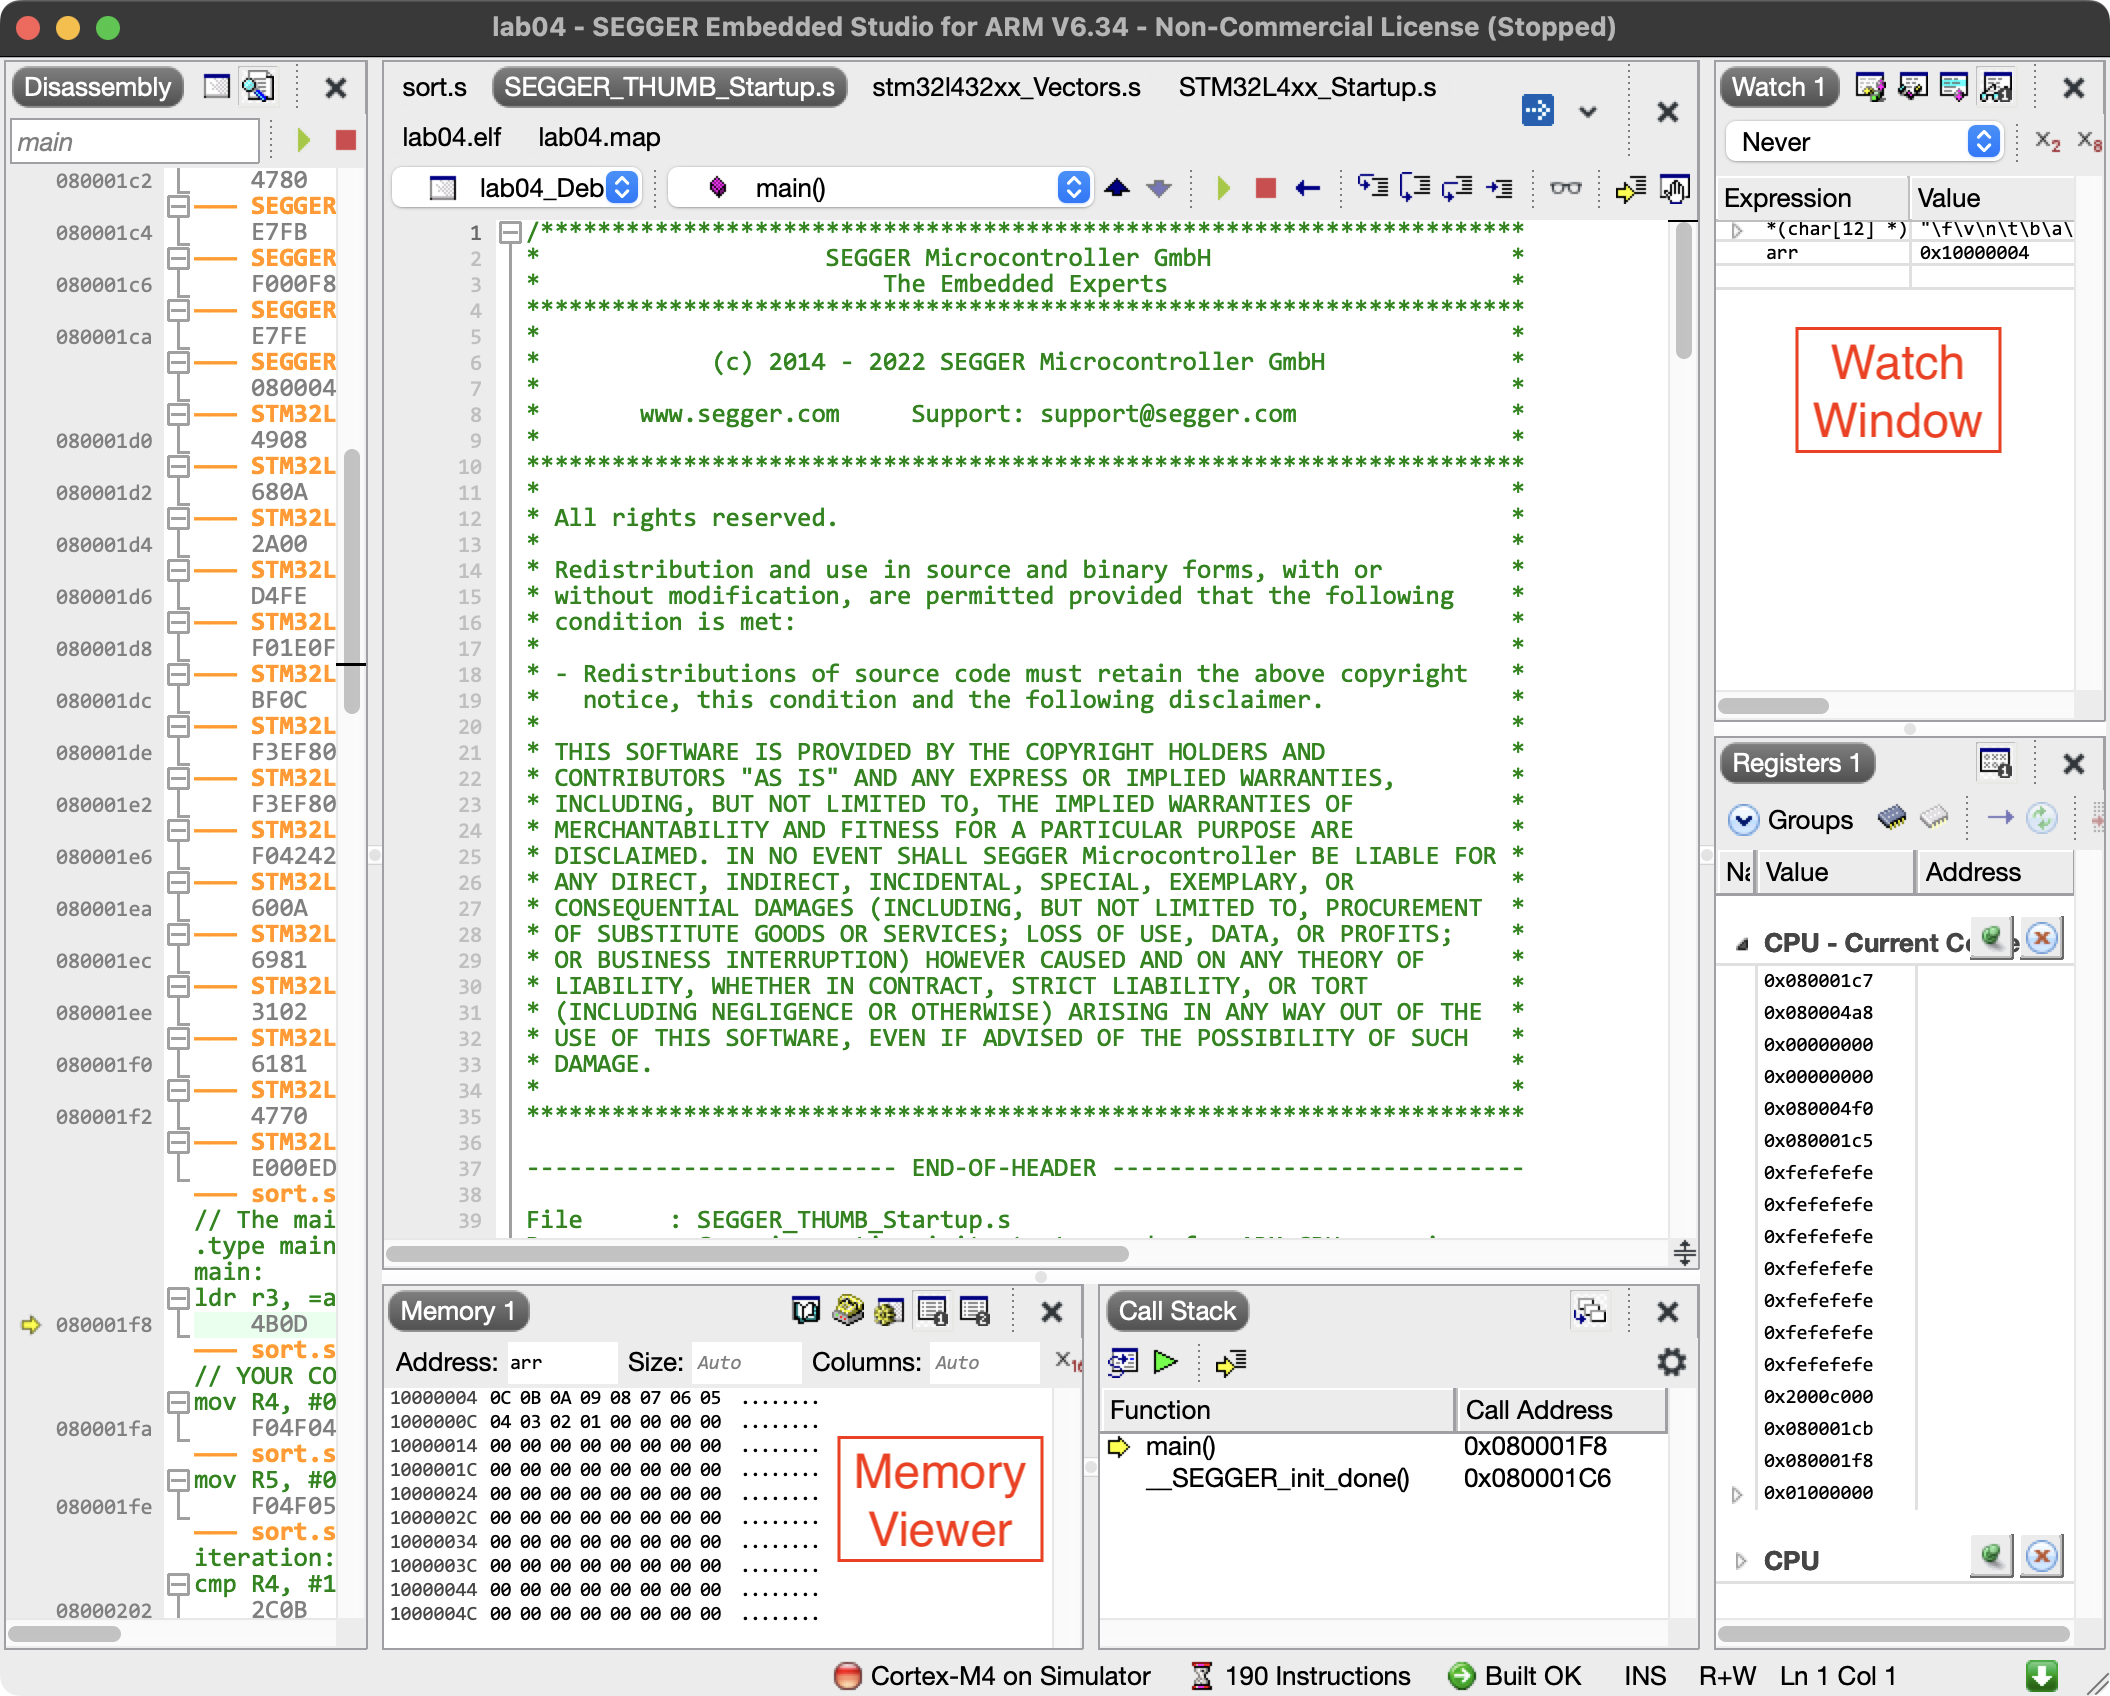 lab04 - SEGGER Embedded Studio for ARM V6.34 - Non-Commercial License (Stopped)
Disassembly
main
080001c2 4780
SEGGER
080001c4 E7FB
SEGGER
080001c6 F000F8
SEGGER
080001ca E7FE
SEGGER
080004
STM32L
080001d0 4908
STM32L
080001d2 680A
STM32L
080001d4 2A00
STM32L
080001d6 D4FE
STM32L
080001d8 F01E0F
STM32L
080001dc BF0C
STM32L
080001de F3EF80
STM32L
080001e2 F3EF80
STM32L
080001e6 F04242
STM32L
080001ea 600A
STM32L
080001ec 6981
STM32L
080001ee 3102
STM32L
080001f0 6181
STM32L
080001f2 4770
STM32L
E000ED
sort.s
// The mai
.type main
main:
ldr r3, =a
080001f8 4B0D
sort.s
// YOUR CO
mov R4, #0
080001fa F04F04
sort.s
mov R5, #0
080001fe F04F05
sort.s
iteration:
cmp R4, #1
08000202 2C0B
sort.s SEGGER_THUMB_Startup.s stm32l432xx_Vectors.s STM32L4xx_Startup.s
lab04.elf lab04.map
lab04_Deb main()
1 /*********************************************************************
2 * SEGGER Microcontroller GmbH *
3 * The Embedded Experts *
4 **********************************************************************
5 * *
6 * (c) 2014 - 2022 SEGGER Microcontroller GmbH *
7 * *
8 * www.segger.com Support: support@segger.com *
9 * *
10 **********************************************************************
11 * *
12 * All rights reserved. *
13 * *
14 * Redistribution and use in source and binary forms, with or *
15 * without modification, are permitted provided that the following *
16 * condition is met: *
17 * *
18 * - Redistributions of source code must retain the above copyright *
19 * notice, this condition and the following disclaimer. *
20 * *
21 * THIS SOFTWARE IS PROVIDED BY THE COPYRIGHT HOLDERS AND *
22 * CONTRIBUTORS "AS IS" AND ANY EXPRESS OR IMPLIED WARRANTIES, *
23 * INCLUDING, BUT NOT LIMITED TO, THE IMPLIED WARRANTIES OF *
24 * MERCHANTABILITY AND FITNESS FOR A PARTICULAR PURPOSE ARE *
25 * DISCLAIMED. IN NO EVENT SHALL SEGGER Microcontroller BE LIABLE FOR *
26 * ANY DIRECT, INDIRECT, INCIDENTAL, SPECIAL, EXEMPLARY, OR *
27 * CONSEQUENTIAL DAMAGES (INCLUDING, BUT NOT LIMITED TO, PROCUREMENT *
28 * OF SUBSTITUTE GOODS OR SERVICES; LOSS OF USE, DATA, OR PROFITS; *
29 * OR BUSINESS INTERRUPTION) HOWEVER CAUSED AND ON ANY THEORY OF *
30 * LIABILITY, WHETHER IN CONTRACT, STRICT LIABILITY, OR TORT *
31 * (INCLUDING NEGLIGENCE OR OTHERWISE) ARISING IN ANY WAY OUT OF THE *
32 * USE OF THIS SOFTWARE, EVEN IF ADVISED OF THE POSSIBILITY OF SUCH *
33 * DAMAGE. *
34 * *
35 **********************************************************************
36
37 -------------------------- END-OF-HEADER -----------------------------
38
39 File : SEGGER_THUMB_Startup.s
Memory 1
Address: arr Size: Auto Columns: Auto x16
10000004 0C 0B 0A 09 08 07 06 05 ........
1000000C 04 03 02 01 00 00 00 00 ........
10000014 00 00 00 00 00 00 00 00 ........
1000001C 00 00 00 00 00 00 00 00 ........
10000024 00 00 00 00 00 00 00 00 ........
1000002C 00 00 00 00 00 00 00 00 ........
10000034 00 00 00 00 00 00 00 00 ........
1000003C 00 00 00 00 00 00 00 00 ........
10000044 00 00 00 00 00 00 00 00 ........
1000004C 00 00 00 00 00 00 00 00 ........
Memory
Viewer
Call Stack
Function Call Address
main() 0x080001F8
__SEGGER_init_done() 0x080001C6
Watch 1
Never x2 x8
Expression Value
*(char[12] *) "\f\v\n\t\b\a\
arr 0x10000004
Watch
Window
Registers 1
Groups
Na Value Address
CPU - Current Co
0x080001c7
0x080004a8
0x00000000
0x00000000
0x080004f0
0x080001c5
0xfefefefe
0xfefefefe
0xfefefefe
0xfefefefe
0xfefefefe
0xfefefefe
0xfefefefe
0x2000c000
0x080001cb
0x080001f8
0x01000000
CPU
Cortex-M4 on Simulator 190 Instructions Built OK INS R+W Ln 1 Col 1